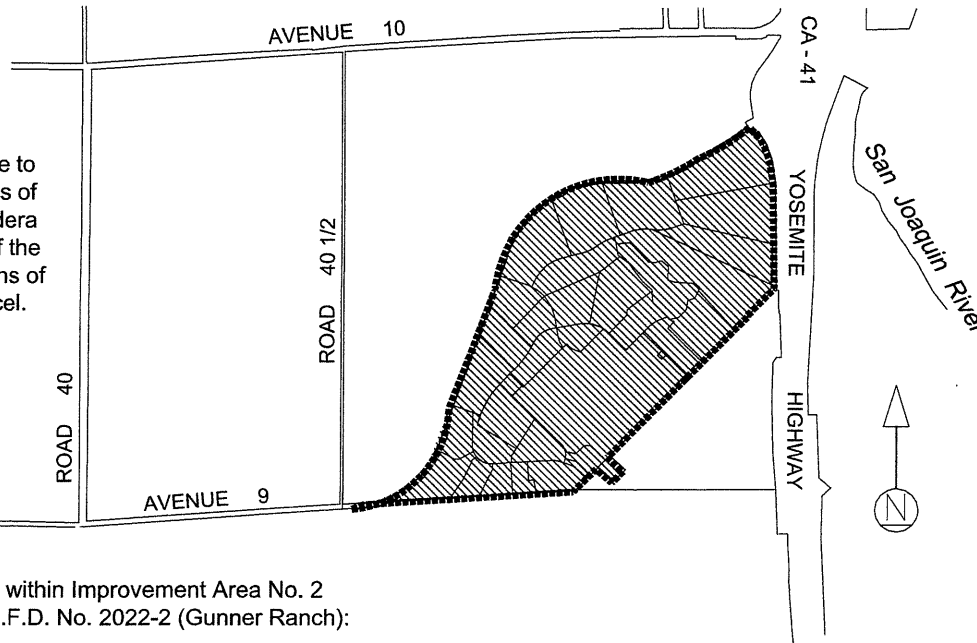 AVENUE 10
CA - 41
e to
s of
dera
f the
ns of
cel.
San Joaquin River
YOSEMITE
ROAD 40 1/2
ROAD 40
HIGHWAY
AVENUE 9
N
within Improvement Area No. 2
.F.D. No. 2022-2 (Gunner Ranch):